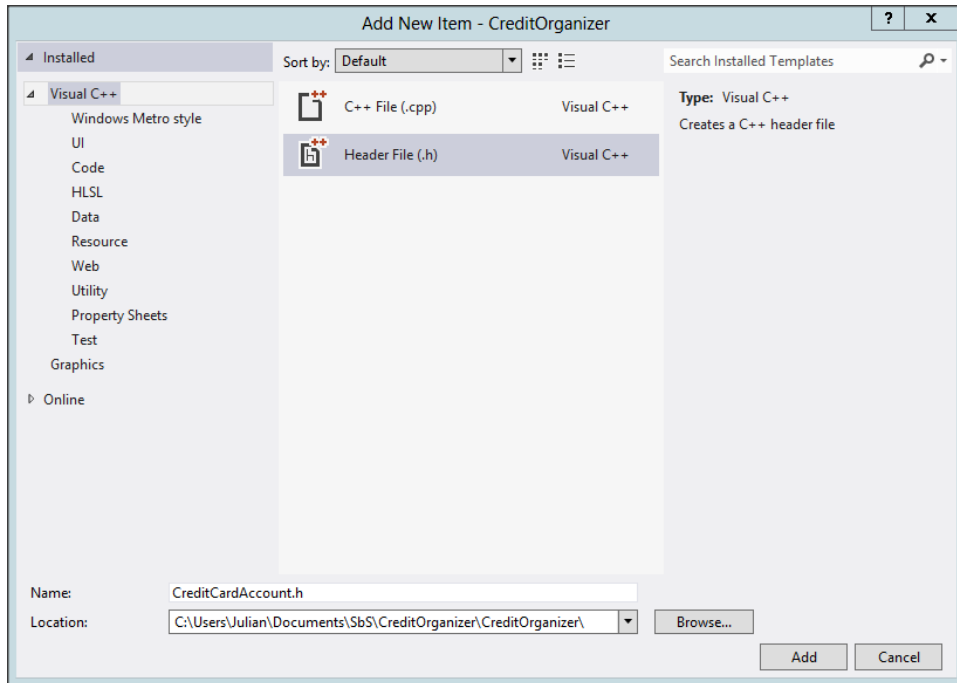 Add New Item - CreditOrganizer
? x
Installed
Sort by: Default
Search Installed Templates
Visual C++
Windows Metro style
UI
Code
HLSL
Data
Resource
Web
Utility
Property Sheets
Test
Graphics
Online
C++ File (.cpp) Visual C++
Header File (.h) Visual C++
Type: Visual C++
Creates a C++ header file
Name: CreditCardAccount.h
Location: C:\Users\Julian\Documents\SbS\CreditOrganizer\CreditOrganizer\ Browse...
Add Cancel